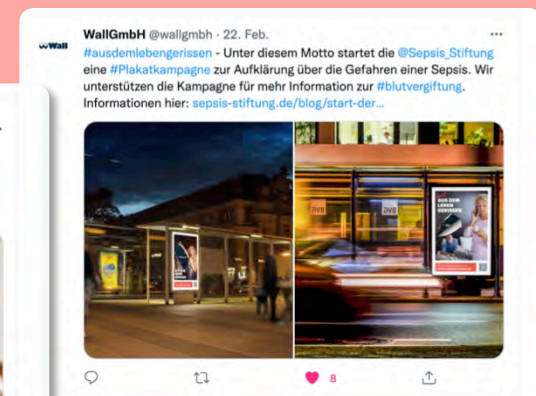 Wall
WallGmbH @wallgmbh · 22. Feb.
#ausdemlebengerissen - Unter diesem Motto startet die @Sepsis_Stiftung
eine #Plakatkampagne zur Aufklärung über die Gefahren einer Sepsis. Wir
unterstützen die Kampagne für mehr Information zur #blutvergiftung.
Informationen hier: sepsis-stiftung.de/blog/start-der...
AUS DEM
LEBEN
GERISSEN
8